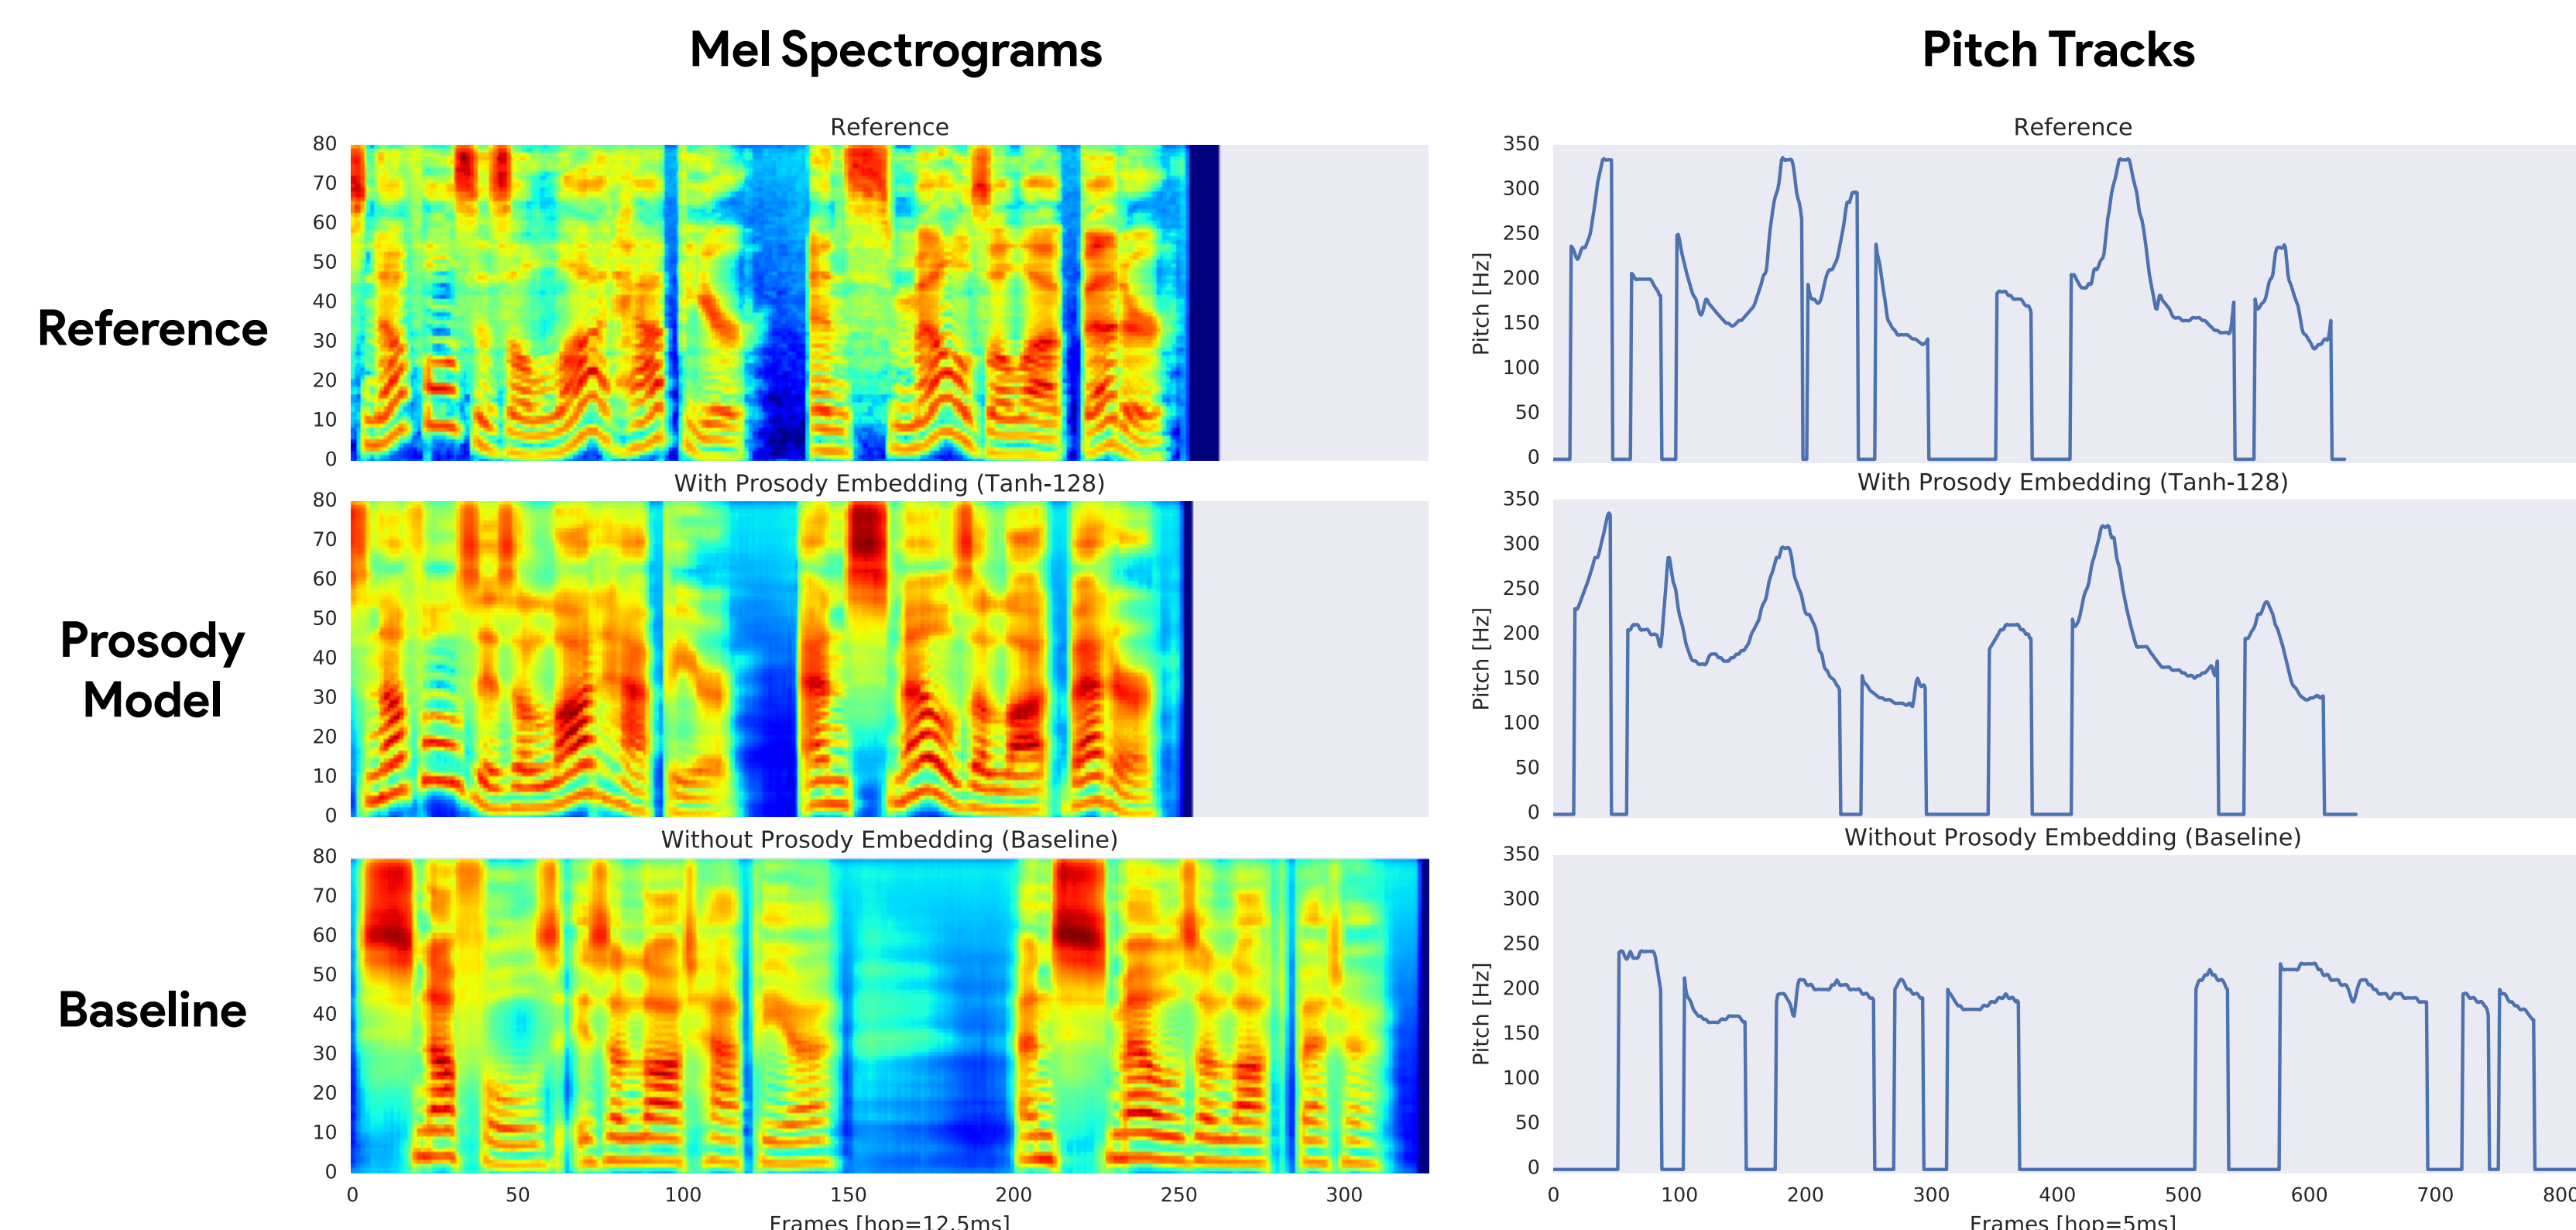 Mel Spectrograms
Pitch Tracks
Reference
Reference
80
70
60
50
40
30
20
10
0
Reference
Pitch [Hz]
350
300
250
200
150
100
50
0
Prosody
Model
With Prosody Embedding (Tanh-128)
80
70
60
50
40
30
20
10
0
With Prosody Embedding (Tanh-128)
Pitch [Hz]
350
300
250
200
150
100
50
0
Baseline
Without Prosody Embedding (Baseline)
80
70
60
50
40
30
20
10
0
0 50 100 150 200 250 300
Frames [hop=12.5ms]
Without Prosody Embedding (Baseline)
Pitch [Hz]
350
300
250
200
150
100
50
0
0 100 200 300 400 500 600 700 800
Frames [hop=5ms]